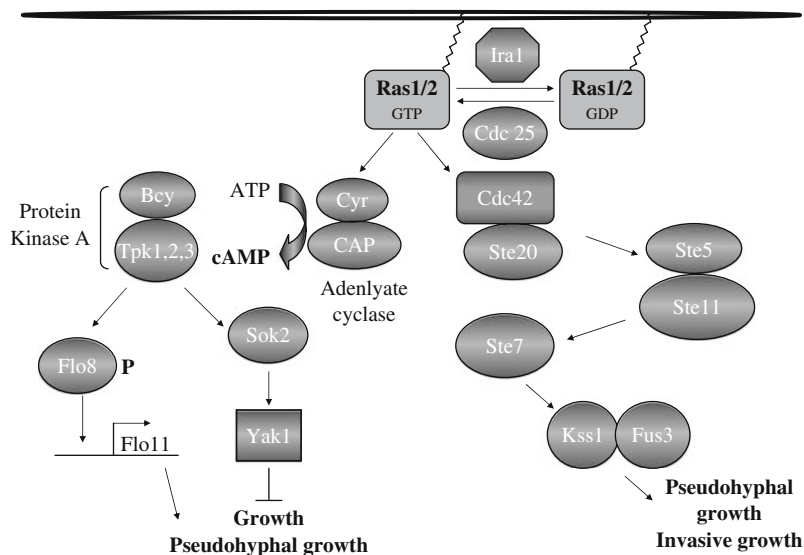 Ira1
Ras1/2
GTP
Ras1/2
GDP
Cdc 25
Protein
Kinase A
Bcy
Tpk1,2,3
ATP
cAMP
Cyr
CAP
Adenlyate
cyclase
Cdc42
Ste20
Ste5
Ste11
Ste7
Flo8
P
Sok2
Flo11
Yak1
Kss1
Fus3
Growth
Pseudohyphal growth
Pseudohyphal
growth
Invasive growth